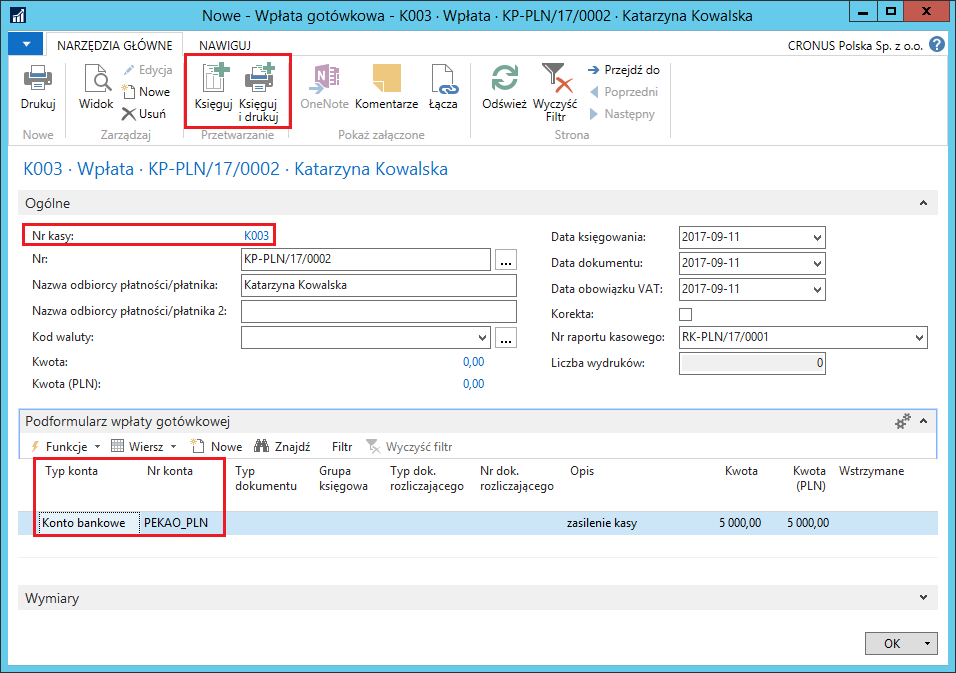 Nowe - Wpłata gotówkowa - K003 · Wpłata · KP-PLN/17/0002 · Katarzyna Kowalska
NARZĘDZIA GŁÓWNE NAWIGUJ CRONUS Polska Sp. z o.o.
Drukuj
Widok
Edycja
Nowe
Usuń
Księguj
Księguj i drukuj
OneNote
Komentarze
Łącza
Odśwież
Wyczyść Filtr
Przejdź do
Poprzedni
Następny
Nowe Zarządzaj Przetwarzanie Pokaż załączone Strona
K003 · Wpłata · KP-PLN/17/0002 · Katarzyna Kowalska
Ogólne
Nr kasy: K003
Nr: KP-PLN/17/0002 ...
Nazwa odbiorcy płatności/płatnika: Katarzyna Kowalska
Nazwa odbiorcy płatności/płatnika 2:
Kod waluty: ...
Kwota: 0,00
Kwota (PLN): 0,00
Data księgowania: 2017-09-11
Data dokumentu: 2017-09-11
Data obowiązku VAT: 2017-09-11
Korekta:
Nr raportu kasowego: RK-PLN/17/0001
Liczba wydruków: 0
Podformularz wpłaty gotówkowej
Funkcje Wiersz Nowe Znajdź Filtr Wyczyść filtr
Typ konta Nr konta Typ dokumentu Grupa księgowa Typ dok. rozliczającego Nr dok. rozliczającego Opis Kwota Kwota (PLN) Wstrzymane
Konto bankowe PEKAO_PLN zasilenie kasy 5 000,00 5 000,00
Wymiary
OK